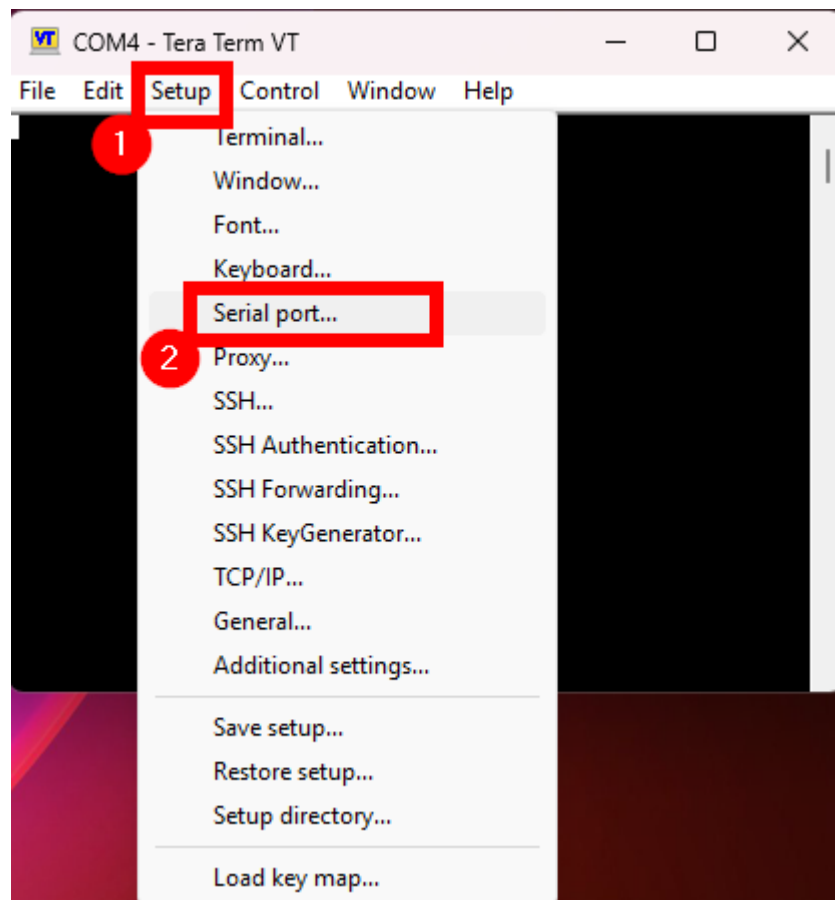 VT COM4 - Tera Term VT
File Edit Setup Control Window Help
1
Terminal...
Window...
Font...
Keyboard...
Serial port...
2
Proxy...
SSH...
SSH Authentication...
SSH Forwarding...
SSH KeyGenerator...
TCP/IP...
General...
Additional settings...
Save setup...
Restore setup...
Setup directory...
Load key map...